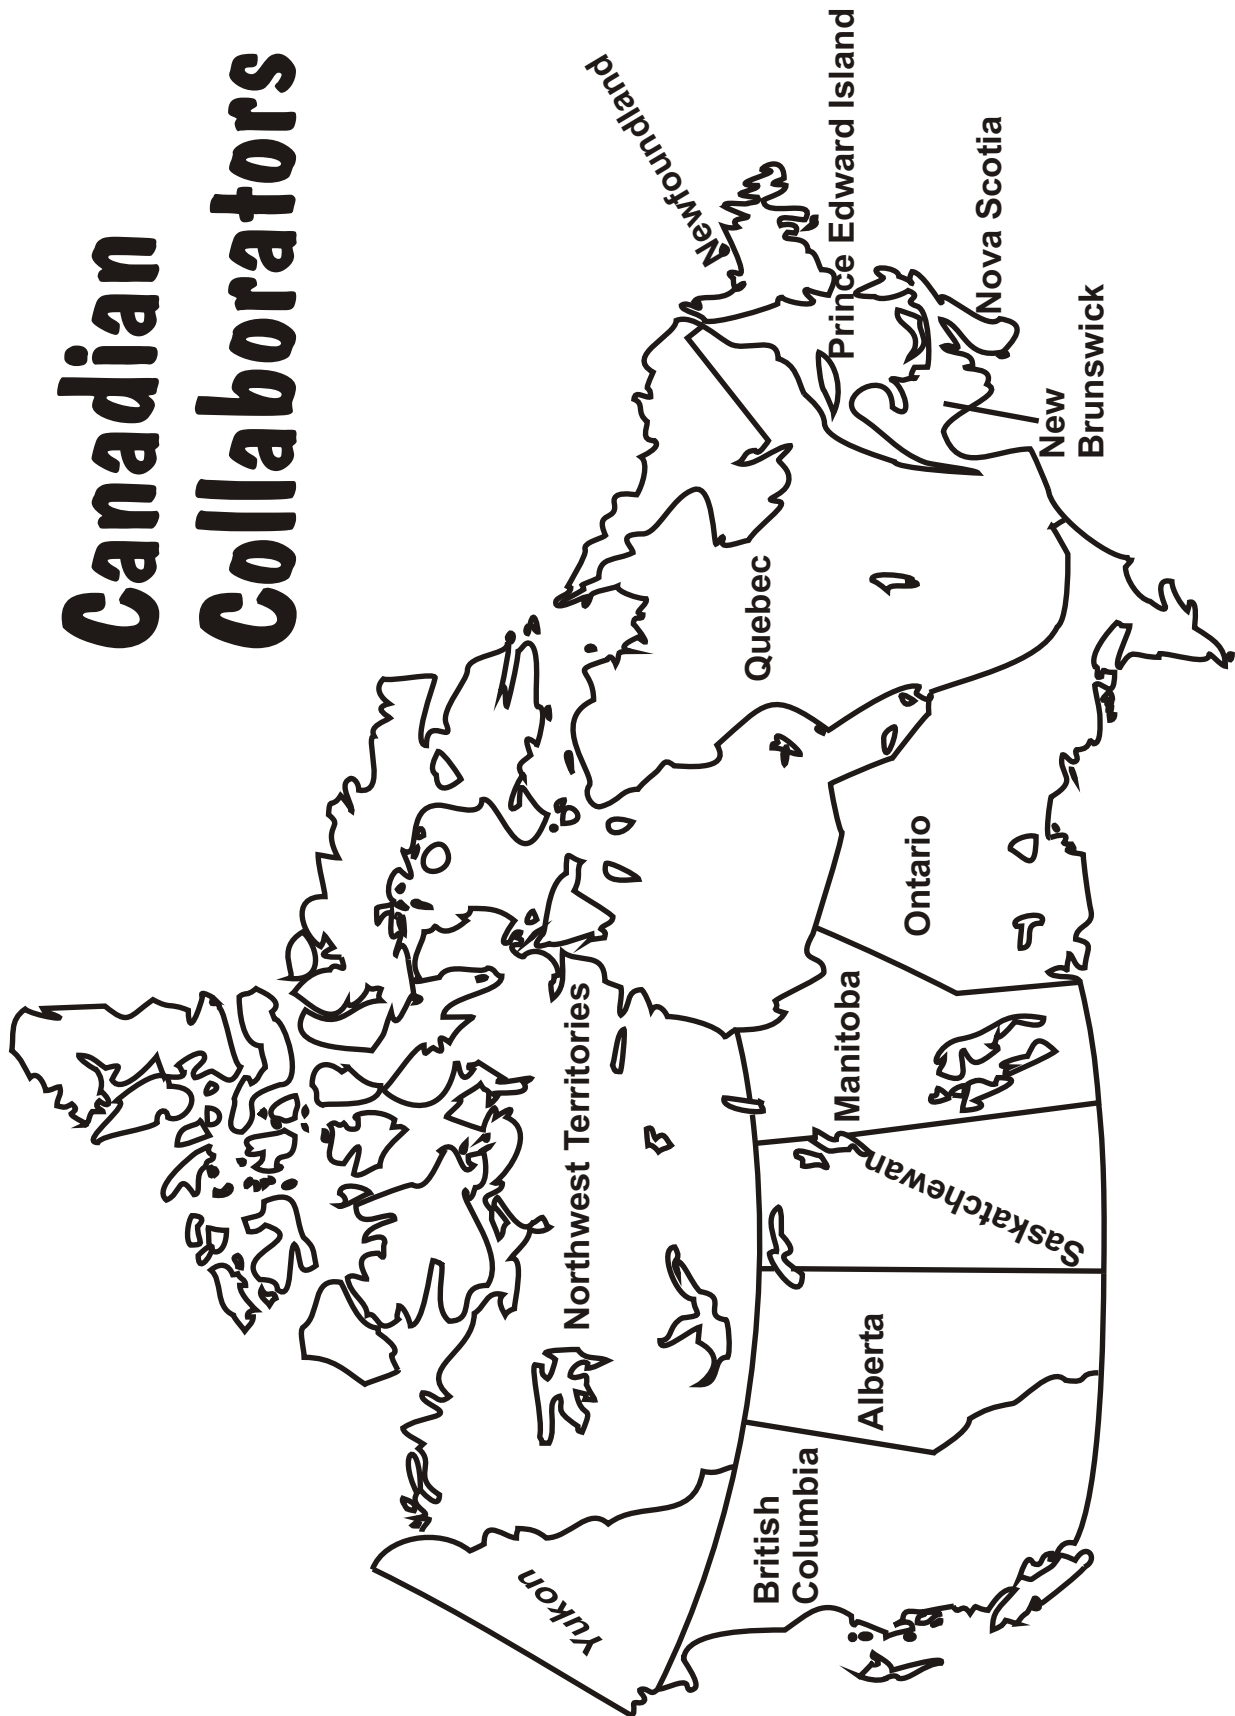 Canadian
Collaborators
Yukon
Northwest Territories
British
Columbia
Alberta
Saskatchewan
Manitoba
Ontario
Quebec
Newfoundland
Prince Edward Island
Nova Scotia
New
Brunswick